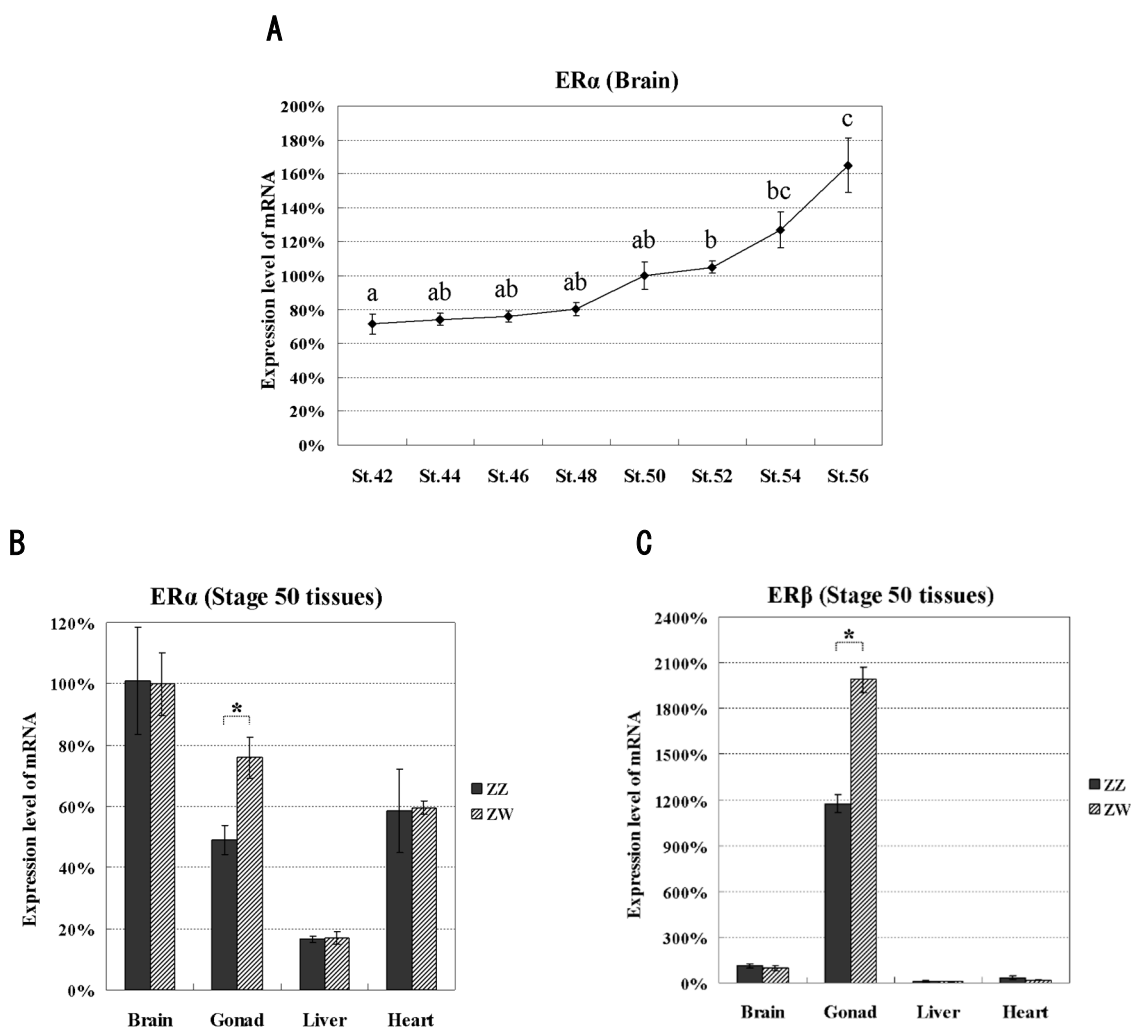 A
ERα (Brain)
Expression level of mRNA
200%
180%
160%
140%
120%
100%
80%
60%
40%
20%
0%
a
ab
ab
ab
ab
b
bc
c
St.42 St.44 St.46 St.48 St.50 St.52 St.54 St.56
B
ERα (Stage 50 tissues)
Expression level of mRNA
120%
100%
80%
60%
40%
20%
0%
*
Brain Gonad Liver Heart
ZZ
ZW
C
ERβ (Stage 50 tissues)
Expression level of mRNA
2400%
2100%
1800%
1500%
1200%
900%
600%
300%
0%
*
Brain Gonad Liver Heart
ZZ
ZW